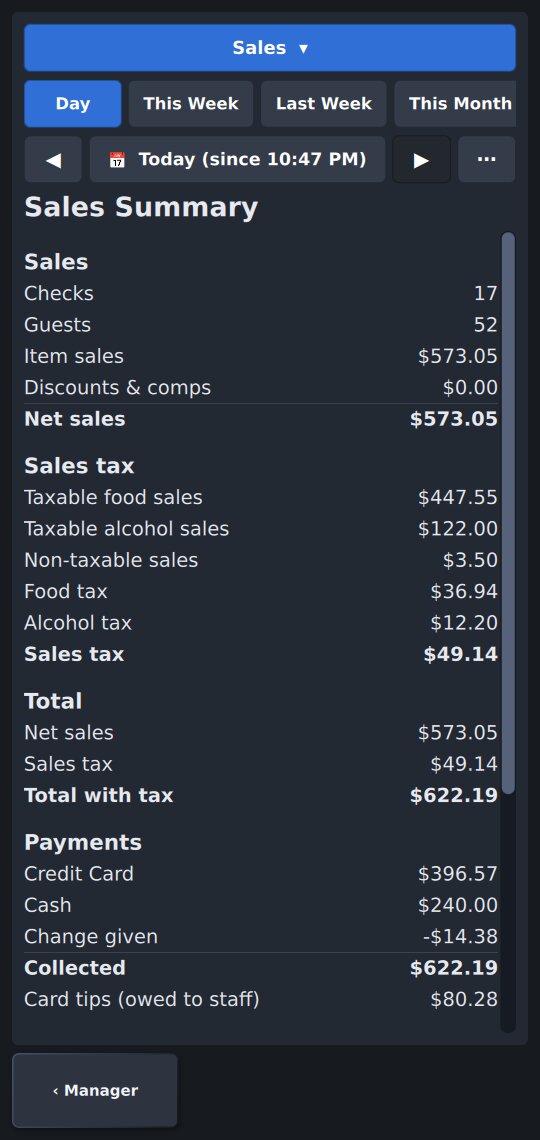 Sales ▼
Day This Week Last Week This Month
◀ 📅 Today (since 10:47 PM) ▶ ...
Sales Summary
Sales
Checks 17
Guests 52
Item sales $573.05
Discounts & comps $0.00
Net sales $573.05
Sales tax
Taxable food sales $447.55
Taxable alcohol sales $122.00
Non-taxable sales $3.50
Food tax $36.94
Alcohol tax $12.20
Sales tax $49.14
Total
Net sales $573.05
Sales tax $49.14
Total with tax $622.19
Payments
Credit Card $396.57
Cash $240.00
Change given -$14.38
Collected $622.19
Card tips (owed to staff) $80.28
‹ Manager